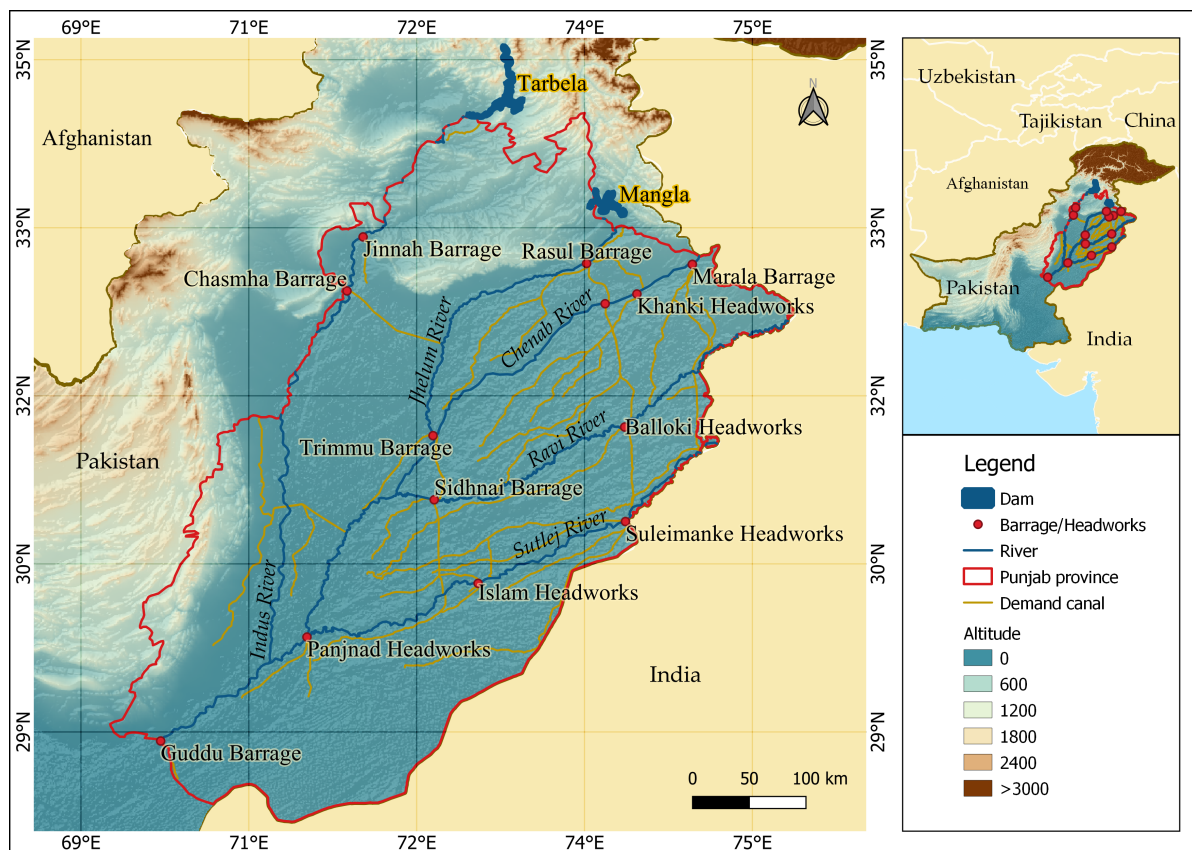 69°E 71°E 72°E 74°E 75°E
35°N
35°N
Tarbela
N
Afghanistan
Mangla
33°N
33°N
Jinnah Barrage
Rasul Barrage
Chasmha Barrage
Marala Barrage
Khanki Headworks
Jhelum River
Chenab River
32°N
32°N
Trimmu Barrage
Ravi River
Balloki Headworks
Pakistan
Sidhnai Barrage
Sutlej River
Suleimanke Headworks
30°N
30°N
Islam Headworks
Indus River
Panjnad Headworks
India
29°N
29°N
Guddu Barrage
0 50 100 km
69°E 71°E 72°E 74°E 75°E
Uzbekistan
Tajikistan
China
Afghanistan
Pakistan
India
Legend
Dam
Barrage/Headworks
River
Punjab province
Demand canal
Altitude
0
600
1200
1800
2400
>3000